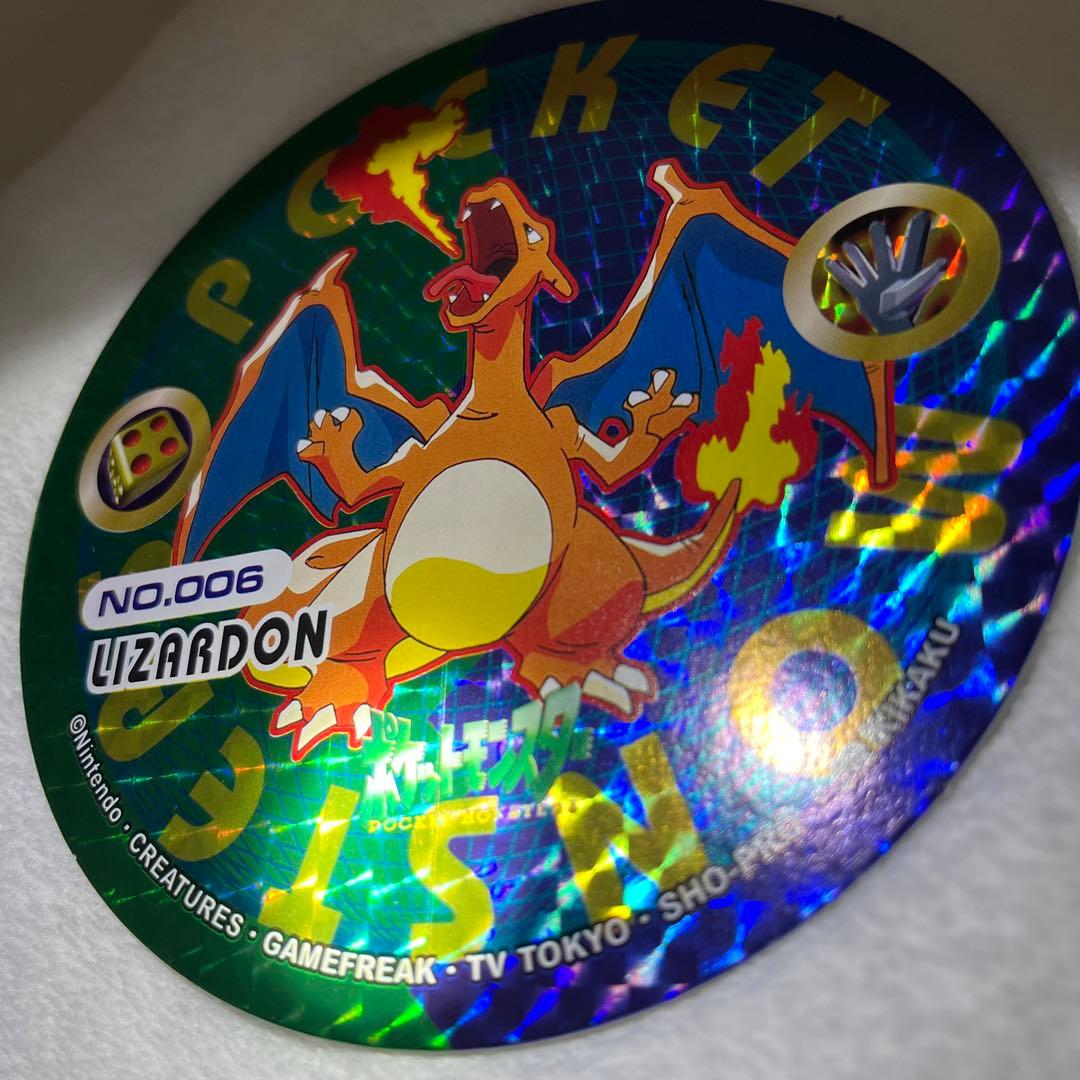 POCKET MONSTERS
NO.006
LIZARDON
ポケットモンスター
POCKET MONSTERS
©Nintendo・CREATURES・GAMEFREAK・TV TOKYO・SHO-PRO KIKAKU